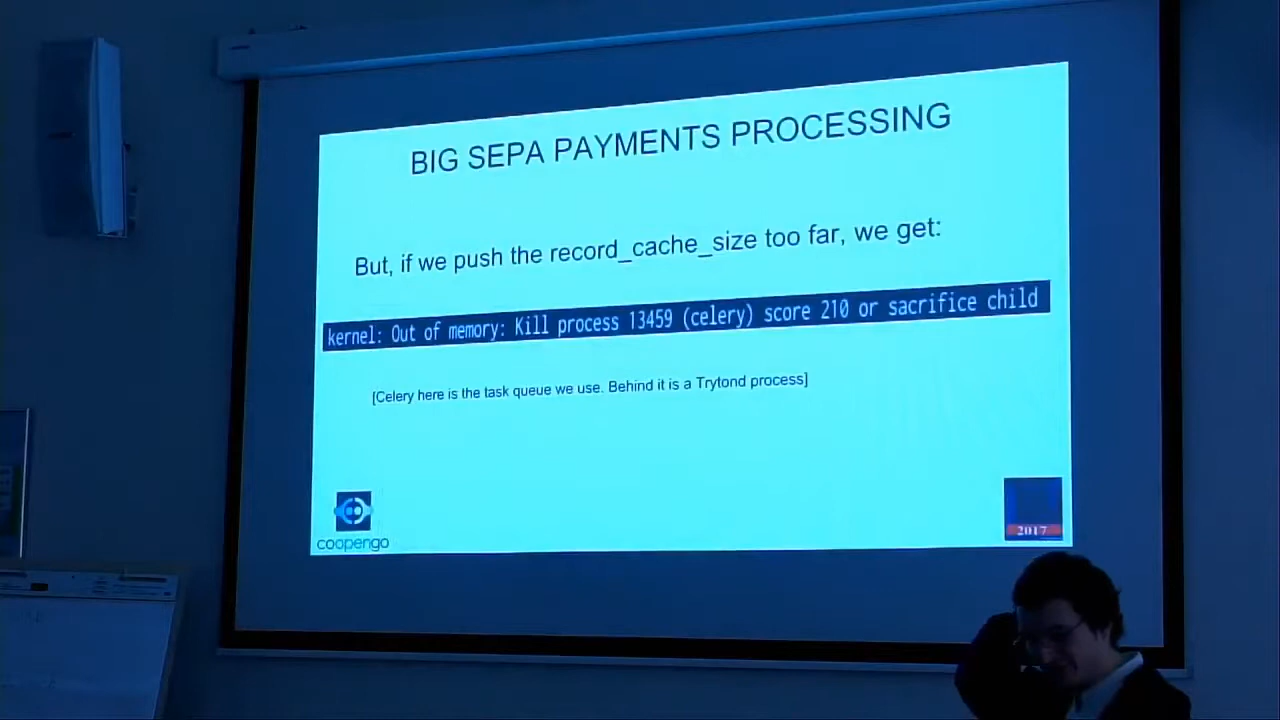 BIG SEPA PAYMENTS PROCESSING
But, if we push the record_cache_size too far, we get:
kernel: Out of memory: Kill process 13459 (celery) score 210 or sacrifice child
[Celery here is the task queue we use. Behind it is a Trytond process]
coopengo
2017